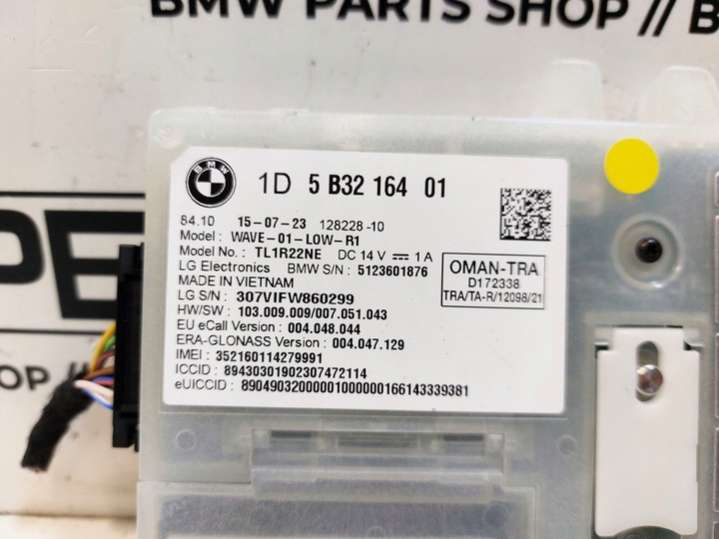 BMW PARTS SHOP // B
BMW
1D 5 B32 164 01
84.10 15-07-23 128228-10
Model: WAVE-01-LOW-R1
Model No.: TL1R22NE DC 14 V 1 A
LG Electronics BMW S/N: 5123601876
MADE IN VIETNAM
LG S/N: 307VIFW860299
HW/SW: 103.009.009/007.051.043
EU eCall Version: 004.048.044
ERA-GLONASS Version: 004.047.129
IMEI: 352160114279991
ICCID: 89430301902307472114
eUICCID: 89049032000001000000166143339381
OMAN-TRA
D172338
TRA/TA-R/12098/21
PE